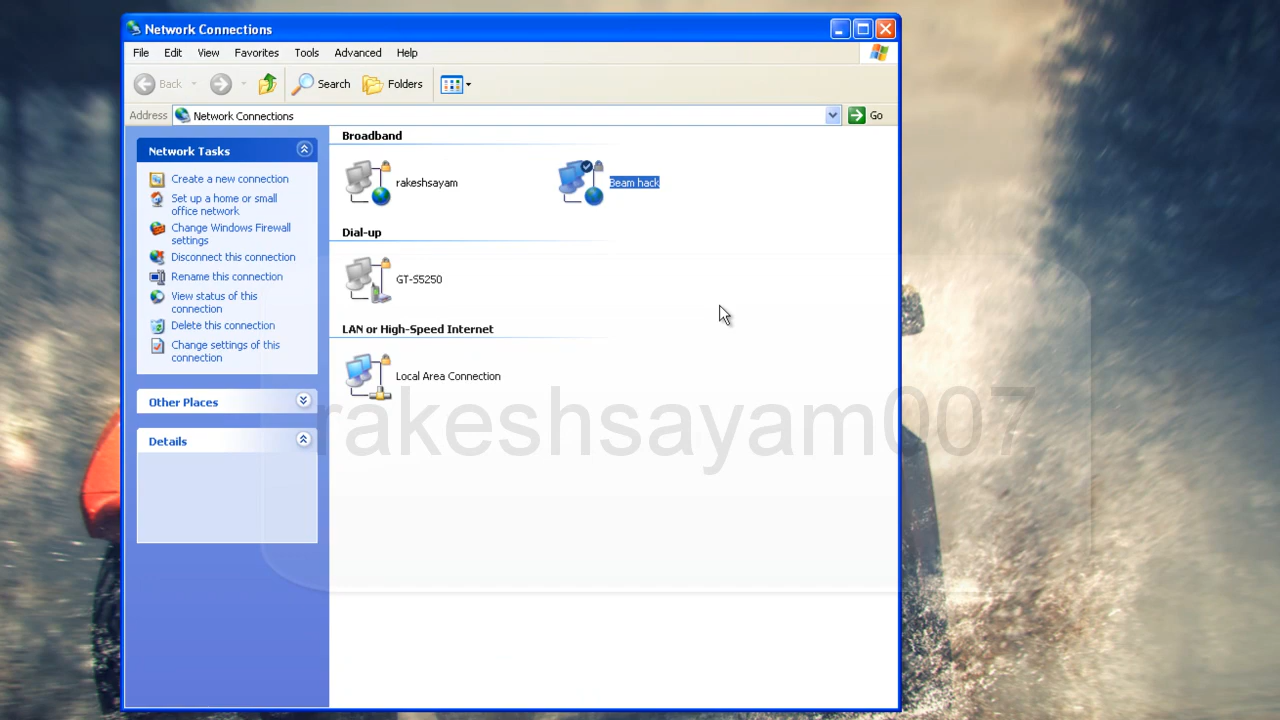 Network Connections
File Edit View Favorites Tools Advanced Help
Back Search Folders
Address Network Connections Go
Network Tasks
Create a new connection
Set up a home or small
office network
Change Windows Firewall
settings
Disconnect this connection
Rename this connection
View status of this
connection
Delete this connection
Change settings of this
connection
Other Places
Details
Broadband
rakeshsayam Beam hack
Dial-up
GT-S5250
LAN or High-Speed Internet
Local Area Connection
rakeshsayam007